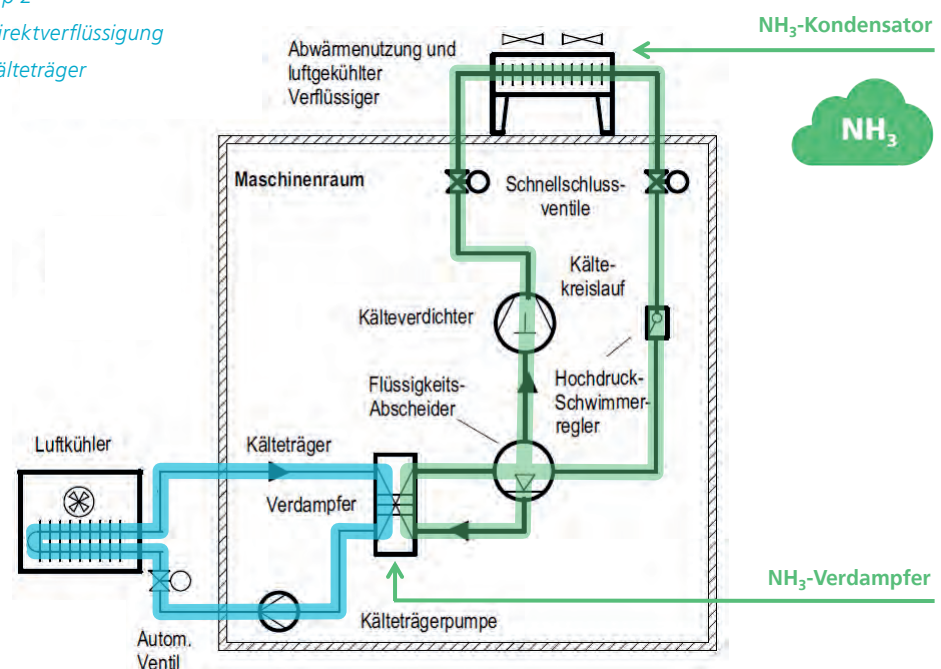 p 2
irektverflüssigung
älteträger
NH₃-Kondensator
Abwärmenutzung und
luftgekühlter
Verflüssiger
NH₃
Maschinenraum
Schnellschluss-
ventile
Kälte-
kreislauf
Kälteverdichter
Flüssigkeits-
Abscheider
Hochdruck-
Schwimmer-
regler
Luftkühler
Kälteträger
Verdampfer
NH₃-Verdampfer
Kälteträgerpumpe
Autom.
Ventil